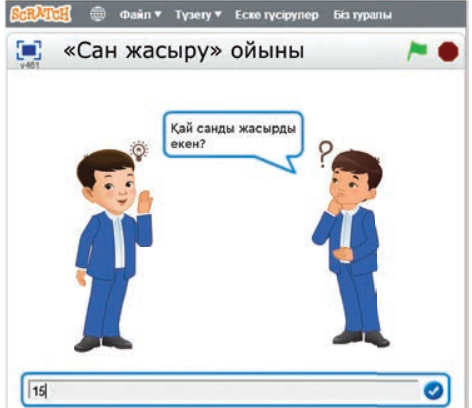 SCRATCH Файл Түзету Еске түсірулер Біз туралы
«Сан жасыру» ойыны
v461
Қай санды жасырды
екен?
?
15